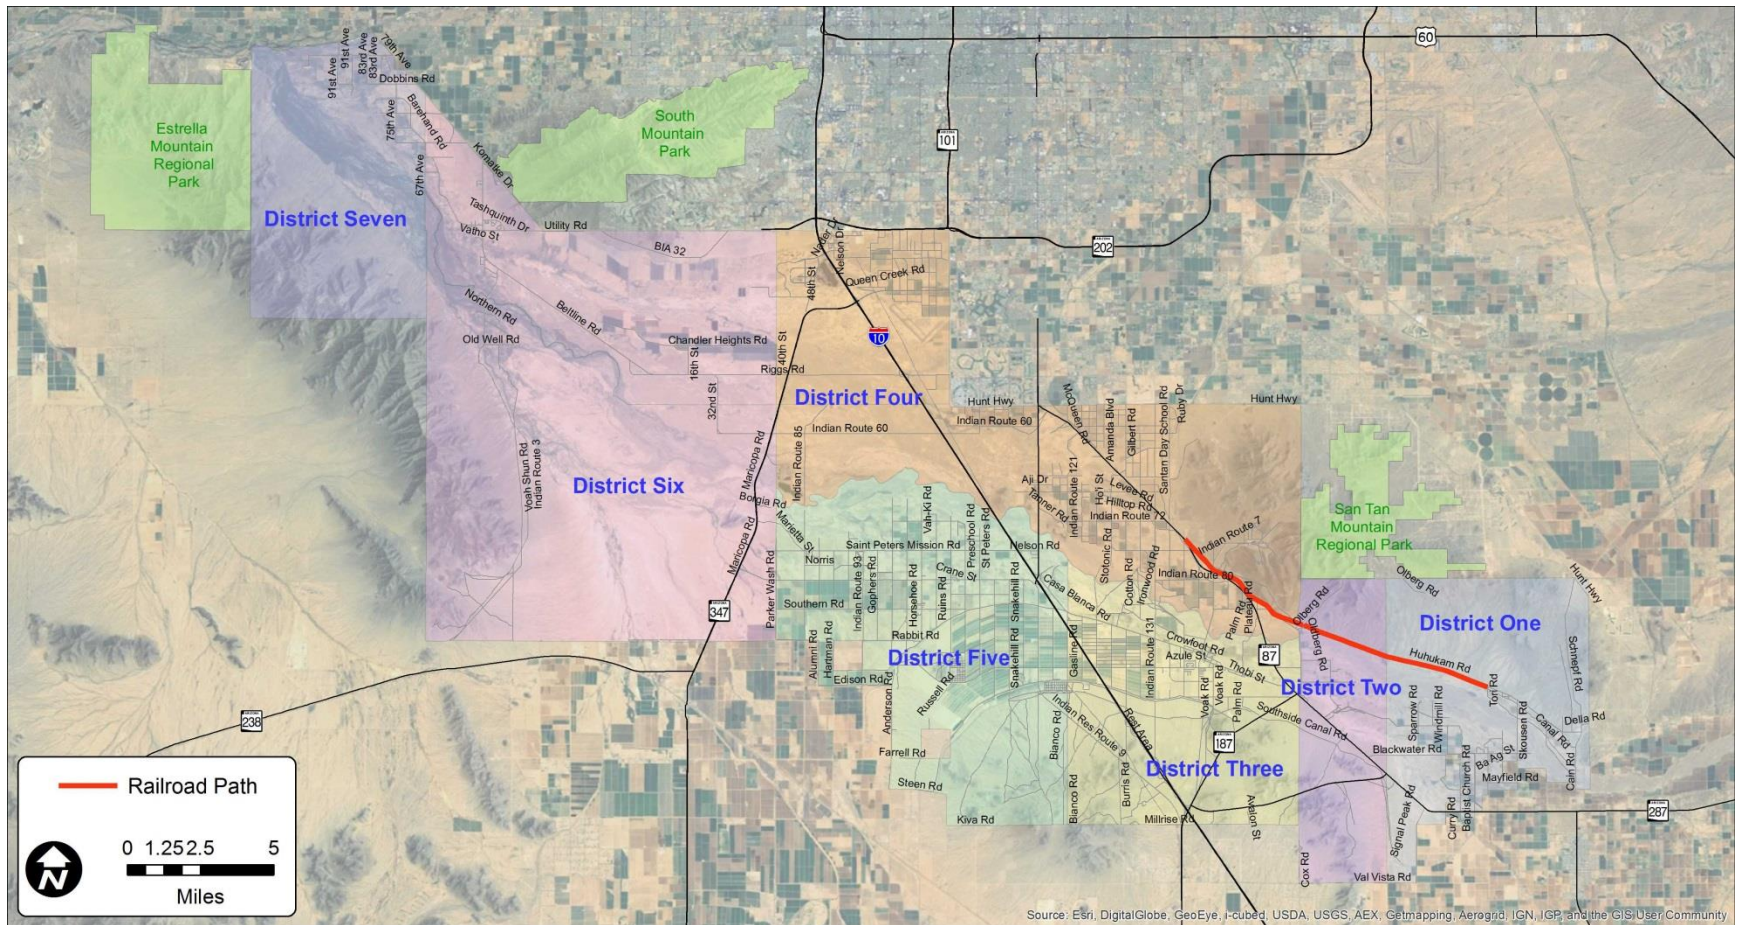 91st Ave
91st Ave
83rd Ave
83rd Ave
79th Ave
Dobbins Rd
75th Ave
Barehand Rd
67th Ave
Komatke Dr
Estrella
Mountain
Regional
Park
South
Mountain
Park
60
101
202
District Seven
Tashquinth Dr
Vatho St
Utility Rd
BIA 32
Nelson Dr
48th St
Queen Creek Rd
Northern Rd
Beltline Rd
Old Well Rd
Chandler Heights Rd
16th St
40th St
10
Riggs Rd
32nd St
District Four
Hunt Hwy
Indian Route 60
Indian Route 60
McQueen Rd
Amanda Blvd
Gilbert Rd
Santan Day School Rd
Ruby Dr
Hunt Hwy
Maricopa Rd
Indian Route 85
Voah Shun Rd
Indian Route 3
District Six
Borgia Rd
Marietta St
Vah-Ki Rd
Preschool Rd
St Peters Rd
Aji Dr
Tanner Rd
Indian Route 121
Ho'i St
Levee Rd
Hilltop Rd
Indian Route 72
Indian Route 7
San Tan
Mountain
Regional Park
Maricopa Rd
Parker Wash Rd
Norris
Saint Peters Mission Rd
Nelson Rd
Crane St
Indian Route 93
Gophers Rd
Horsehoe Rd
Ruins Rd
Snakehill Rd
Casa Blanca Rd
Stotonic Rd
Cotton Rd
Ironwood Rd
Indian Route 80
Palm Rd
Plateau Rd
Olberg Rd
Olberg Rd
Hunt Hwy
347
Southern Rd
Rabbit Rd
Alumni Rd
Hartman Rd
District Five
Snakehill Rd
Gasline Rd
Indian Route 131
Crowfoot Rd
Azule St
Thobi St
87
Oldberg Rd
District One
Huhukam Rd
Schnepf Rd
Edison Rd
Anderson Rd
Russell Rd
District Two
Tori Rd
238
Voak Rd
Voak Rd
Palm Rd
Southside Canal Rd
Sparrow Rd
Windmill Rd
Skousen Rd
Canal Rd
Della Rd
Farrell Rd
Blanco Rd
Indian Res Route 9
Rest Area
187
Blackwater Rd
Ba Ag St
Mayfield Rd
Cain Rd
District Three
Steen Rd
Blanco Rd
Burris Rd
Kiva Rd
Millrise Rd
Avalon St
Signal Peak Rd
Curry Rd
Baptist Church Rd
287
Cox Rd
Val Vista Rd
Railroad Path
0 1.25 2.5 5
Miles
N
Source: Esri, DigitalGlobe, GeoEye, i-cubed, USDA, USGS, AEX, Getmapping, Aerogrid, IGN, IGP, and the GIS User Community